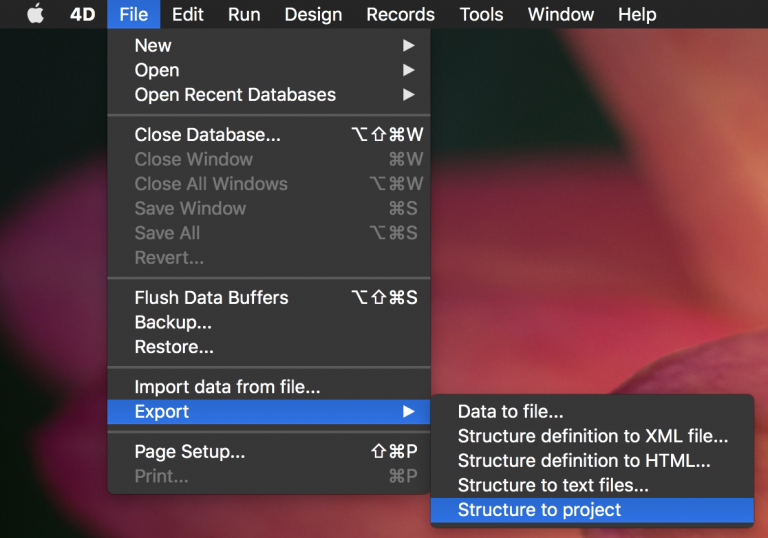 4D File Edit Run Design Records Tools Window Help
New
Open
Open Recent Databases
Close Database... ⌥⇧⌘W
Close Window ⌘W
Close All Windows ⌥⌘W
Save Window ⌘S
Save All ⌥⌘S
Revert...
Flush Data Buffers ⌥⇧⌘S
Backup...
Restore...
Import data from file...
Export
Page Setup... ⇧⌘P
Print... ⌘P
Data to file...
Structure definition to XML file...
Structure definition to HTML...
Structure to text files...
Structure to project